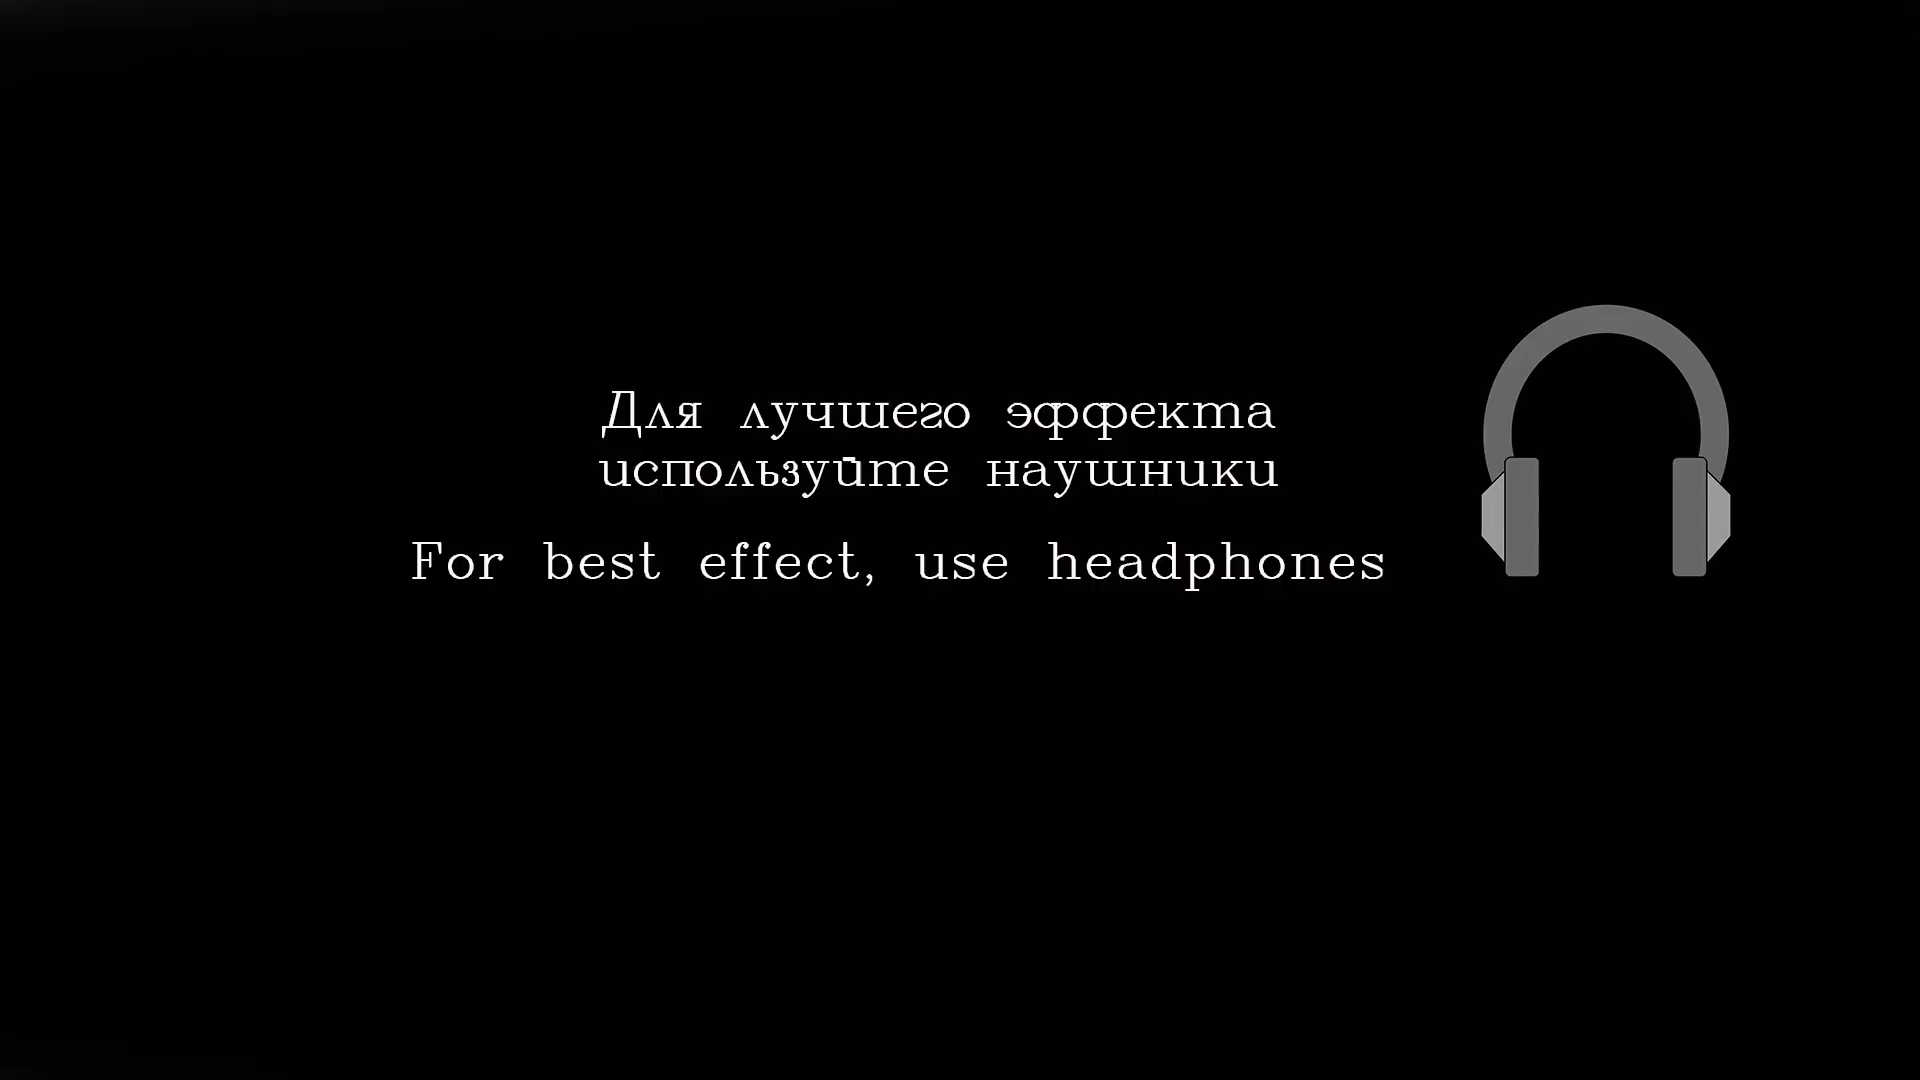 Для лучшего эффекта
используйте наушники
For best effect, use headphones